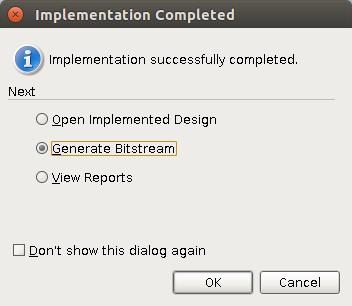 Implementation Completed
Implementation successfully completed.
Next
Open Implemented Design
Generate Bitstream
View Reports
Don't show this dialog again
OK
Cancel